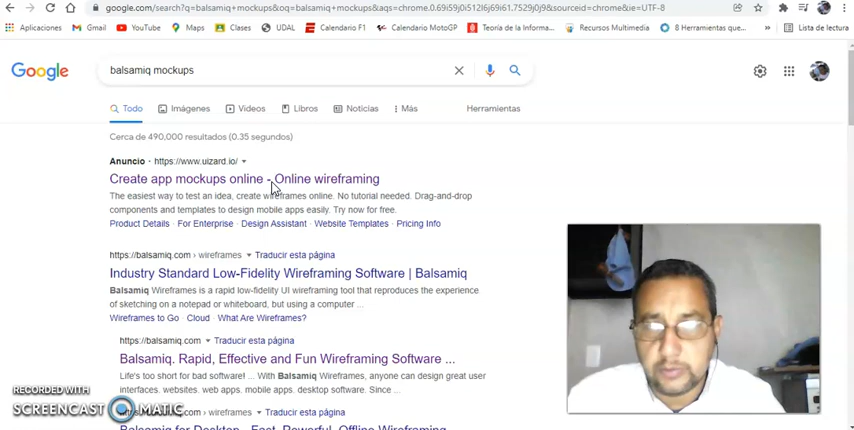 google.com/search?q=balsamiq+mockups&oq=balsamiq+mockups&aqs=chrome.0.69i59j0i512l6j69i61.7529j0j9&sourceid=chrome&ie=UTF-8
Aplicaciones Gmail YouTube Maps Clases UDAL Calendario F1 Calendario MotoGP Teoría de la Informa... Recursos Multimedia 8 Herramientas que... » Lista de lectura
Google balsamiq mockups
Todo Imágenes Videos Libros Noticias Más Herramientas
Cerca de 490.000 resultados (0.35 segundos)
Anuncio · https://www.uizard.io/
Create app mockups online - Online wireframing
The easiest way to test an idea, create wireframes online. No tutorial needed. Drag-and-drop
components and templates to design mobile apps easily. Try now for free.
Product Details · For Enterprise · Design Assistant · Website Templates · Pricing Info
https://balsamiq.com › wireframes Traducir esta página
Industry Standard Low-Fidelity Wireframing Software | Balsamiq
Balsamiq Wireframes is a rapid low-fidelity UI wireframing tool that reproduces the experience
of sketching on a notepad or whiteboard, but using a computer ...
Wireframes to Go · Cloud · What Are Wireframes?
https://balsamiq.com Traducir esta página
Balsamiq. Rapid, Effective and Fun Wireframing Software ...
Life's too short for bad software! ... With Balsamiq Wireframes, anyone can design great user
interfaces. websites. web apps. mobile apps. desktop software. Since ...
https://balsamiq.com › wireframes Traducir esta página
Balsamiq for Desktop - Fast, Powerful, Offline Wireframing
RECORDED WITH
SCREENCAST MATIC